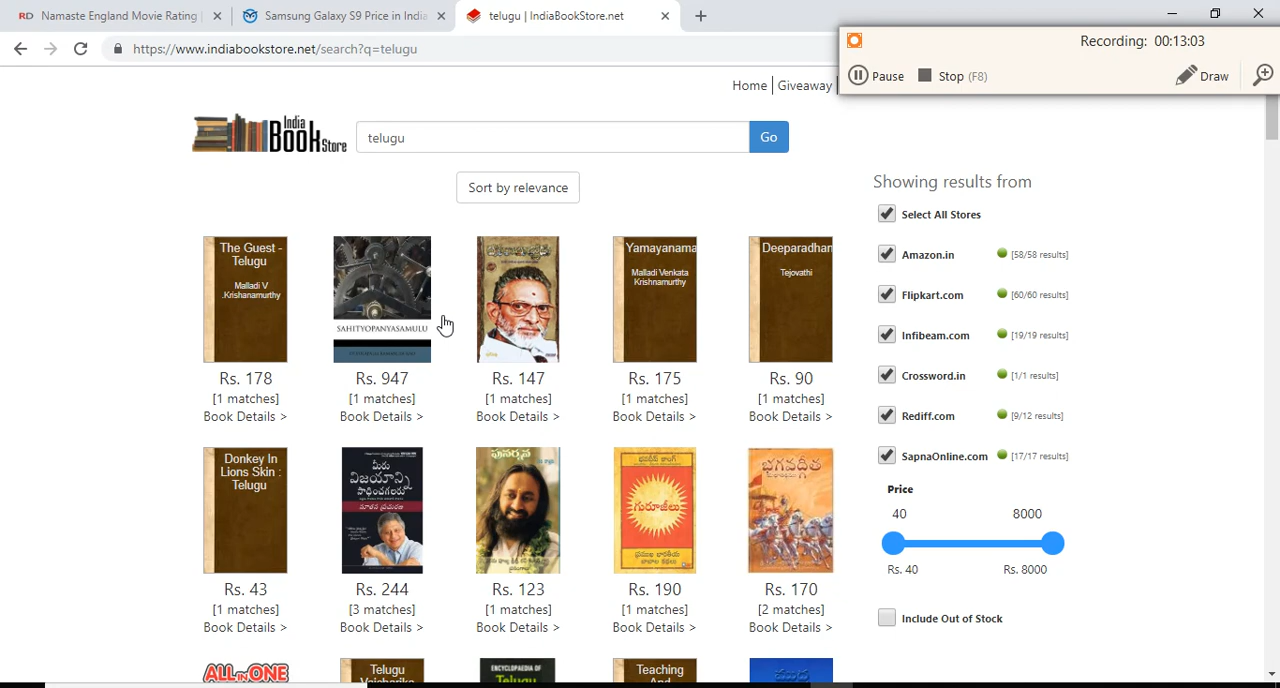 Namaste England Movie Rating
Samsung Galaxy S9 Price in India
telugu | IndiaBookStore.net
https://www.indiabookstore.net/search?q=telugu
Recording: 00:13:03
Pause
Stop (F8)
Draw
Home
Giveaway
India
BookStore
telugu
Go
Sort by relevance
Showing results from
Select All Stores
Amazon.in [58/58 results]
Flipkart.com [60/60 results]
Infibeam.com [19/19 results]
Crossword.in [1/1 results]
Rediff.com [9/12 results]
SapnaOnline.com [17/17 results]
Price
40 8000
Rs. 40 Rs. 8000
Include Out of Stock
The Guest -
Telugu
Malladi V
.Krishanamurthy
SAHITYOPANYASAMULU
Yamayanama
Malladi Venkata
Krishnamurthy
Deeparadhan
Tejovathi
Rs. 178 Rs. 947 Rs. 147 Rs. 175 Rs. 90
[1 matches] [1 matches] [1 matches] [1 matches] [1 matches]
Book Details > Book Details > Book Details > Book Details > Book Details >
Donkey In
Lions Skin :
Telugu
మీరు
విజయాన్ని
సాధించగలరు
గురూజీలు
భగవద్గీత
Rs. 43 Rs. 244 Rs. 123 Rs. 190 Rs. 170
[1 matches] [3 matches] [1 matches] [1 matches] [2 matches]
Book Details > Book Details > Book Details > Book Details > Book Details >
ALL in ONE
Telugu
ENCYCLOPAEDIA OF
Teaching
And